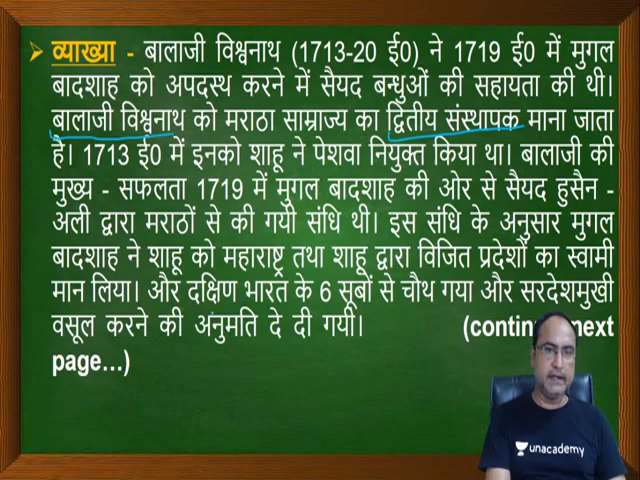 व्याख्या - बालाजी विश्वनाथ (1713-20 ई0) ने 1719 ई0 में मुगल
बादशाह को अपदस्थ करने में सैयद बन्धुओं की सहायता की थी।
बालाजी विश्वनाथ को मराठा साम्राज्य का द्वितीय संस्थापक माना जाता
है। 1713 ई0 में इनको शाहू ने पेशवा नियुक्त किया था। बालाजी की
मुख्य - सफलता 1719 में मुगल बादशाह की ओर से सैयद हुसैन -
अली द्वारा मराठों से की गयी संधि थी। इस संधि के अनुसार मुगल
बादशाह ने शाहू को महाराष्ट्र तथा शाहू द्वारा विजित प्रदेशों का स्वामी
मान लिया। और दक्षिण भारत के 6 सूबों से चौथ गया और सरदेशमुखी
वसूल करने की अनुमति दे दी गयी। next
page...)
unacademy